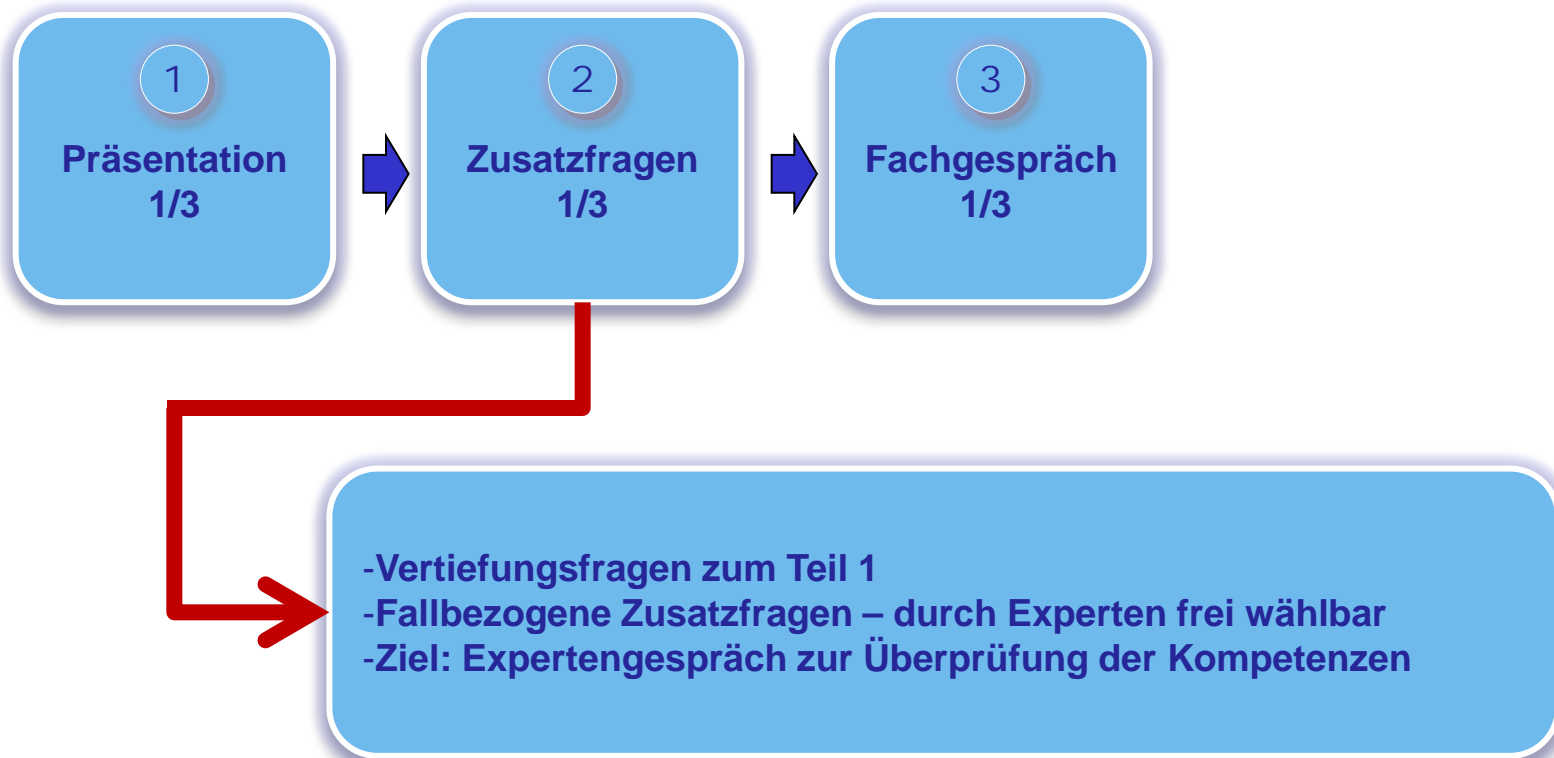 1
Präsentation
1/3
2
Zusatzfragen
1/3
3
Fachgespräch
1/3
-Vertiefungsfragen zum Teil 1
-Fallbezogene Zusatzfragen – durch Experten frei wählbar
-Ziel: Expertengespräch zur Überprüfung der Kompetenzen